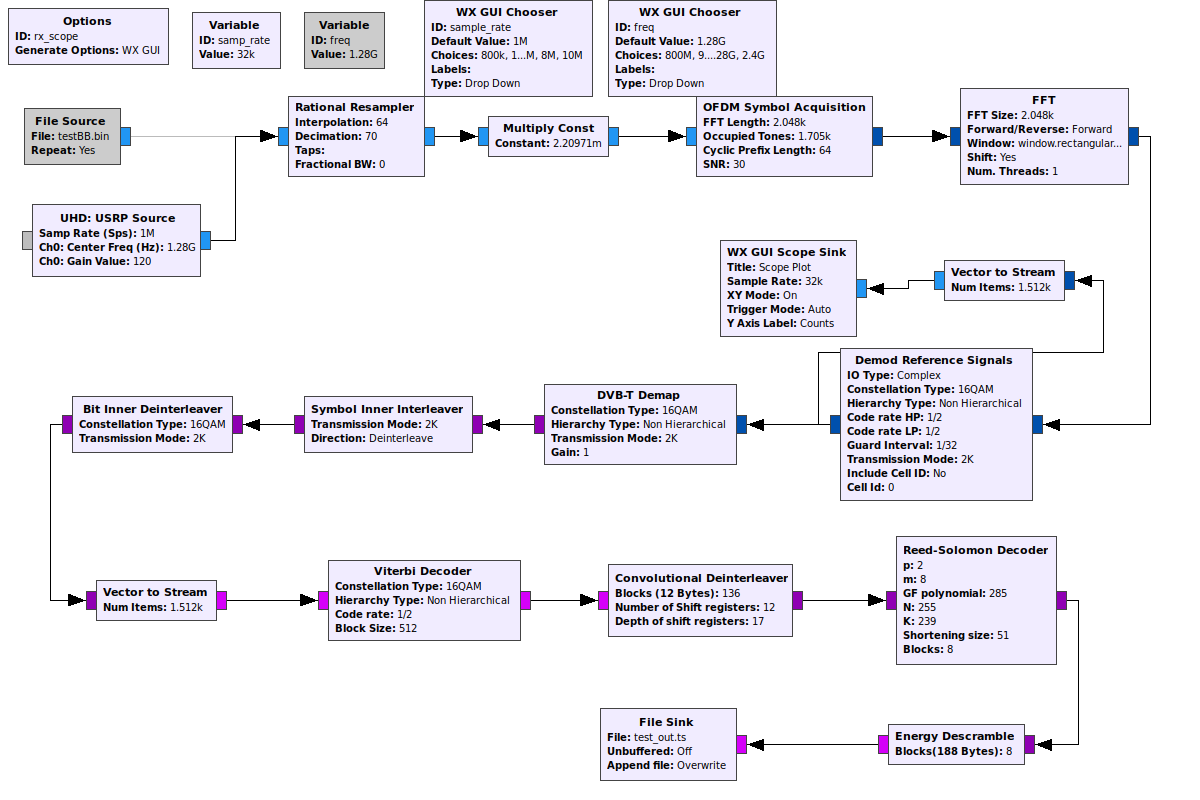 Options
ID: rx_scope
Generate Options: WX GUI
Variable
ID: samp_rate
Value: 32k
Variable
ID: freq
Value: 1.28G
WX GUI Chooser
ID: sample_rate
Default Value: 1M
Choices: 800k, 1...M, 8M, 10M
Labels:
Type: Drop Down
WX GUI Chooser
ID: freq
Default Value: 1.28G
Choices: 800M, 9....28G, 2.4G
Labels:
Type: Drop Down
File Source
File: testBB.bin
Repeat: Yes
Rational Resampler
Interpolation: 64
Decimation: 70
Taps:
Fractional BW: 0
Multiply Const
Constant: 2.20971m
OFDM Symbol Acquisition
FFT Length: 2.048k
Occupied Tones: 1.705k
Cyclic Prefix Length: 64
SNR: 30
FFT
FFT Size: 2.048k
Forward/Reverse: Forward
Window: window.rectangular...
Shift: Yes
Num. Threads: 1
UHD: USRP Source
Samp Rate (Sps): 1M
Ch0: Center Freq (Hz): 1.28G
Ch0: Gain Value: 120
WX GUI Scope Sink
Title: Scope Plot
Sample Rate: 32k
XY Mode: On
Trigger Mode: Auto
Y Axis Label: Counts
Vector to Stream
Num Items: 1.512k
Demod Reference Signals
IO Type: Complex
Constellation Type: 16QAM
Hierarchy Type: Non Hierarchical
Code rate HP: 1/2
Code rate LP: 1/2
Guard Interval: 1/32
Transmission Mode: 2K
Include Cell ID: No
Cell Id: 0
DVB-T Demap
Constellation Type: 16QAM
Hierarchy Type: Non Hierarchical
Transmission Mode: 2K
Gain: 1
Symbol Inner Interleaver
Transmission Mode: 2K
Direction: Deinterleave
Bit Inner Deinterleaver
Constellation Type: 16QAM
Transmission Mode: 2K
Vector to Stream
Num Items: 1.512k
Viterbi Decoder
Constellation Type: 16QAM
Hierarchy Type: Non Hierarchical
Code rate: 1/2
Block Size: 512
Convolutional Deinterleaver
Blocks (12 Bytes): 136
Number of Shift registers: 12
Depth of shift registers: 17
Reed-Solomon Decoder
p: 2
m: 8
GF polynomial: 285
N: 255
K: 239
Shortening size: 51
Blocks: 8
Energy Descramble
Blocks(188 Bytes): 8
File Sink
File: test_out.ts
Unbuffered: Off
Append file: Overwrite